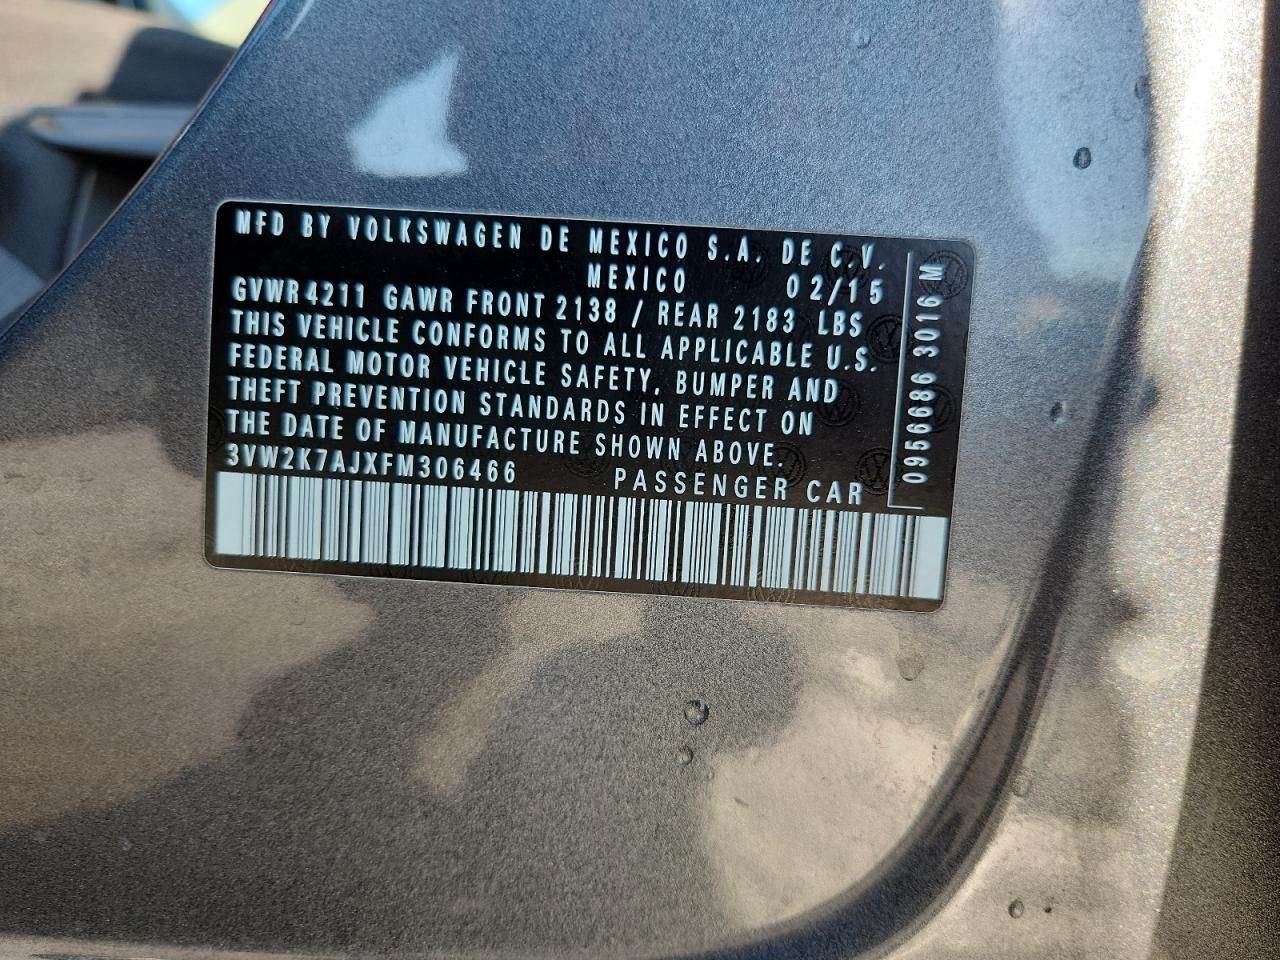 MFD BY VOLKSWAGEN DE MEXICO S.A. DE C.V.
MEXICO 02/15
GVWR 4211 GAWR FRONT 2138 / REAR 2183 LBS
THIS VEHICLE CONFORMS TO ALL APPLICABLE U.S.
FEDERAL MOTOR VEHICLE SAFETY, BUMPER AND
THEFT PREVENTION STANDARDS IN EFFECT ON
THE DATE OF MANUFACTURE SHOWN ABOVE.
3VW2K7AJXFM306466 PASSENGER CAR
0956686 3016 M